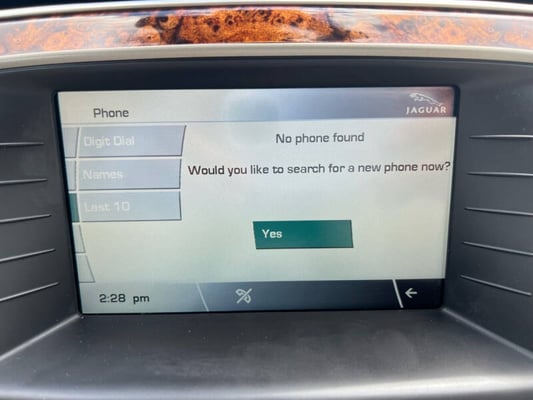 Phone
JAGUAR
Digit Dial
No phone found
Names
Would you like to search for a new phone now?
Last 10
Yes
2:28 pm